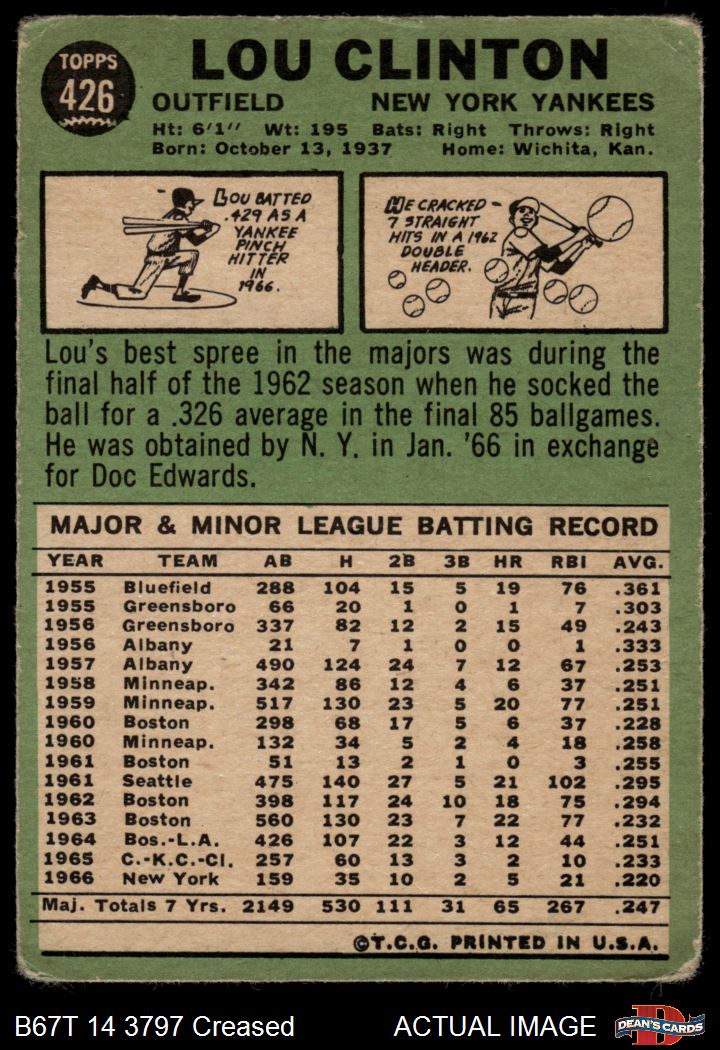 TOPPS
426
LOU CLINTON
OUTFIELD NEW YORK YANKEES
Ht: 6'1'' Wt: 195 Bats: Right Throws: Right
Born: October 13, 1937 Home: Wichita, Kan.
LOU BATTED
.429 AS A
YANKEE
PINCH
HITTER
IN
1966.
HE CRACKED -
7 STRAIGHT
HITS IN A 1962
DOUBLE
HEADER.
Lou's best spree in the majors was during the
final half of the 1962 season when he socked the
ball for a .326 average in the final 85 ballgames.
He was obtained by N. Y. in Jan. '66 in exchange
for Doc Edwards.
MAJOR & MINOR LEAGUE BATTING RECORD
YEAR TEAM AB H 2B 3B HR RBI AVG.
1955 Bluefield 288 104 15 5 19 76 .361
1955 Greensboro 66 20 1 0 1 7 .303
1956 Greensboro 337 82 12 2 15 49 .243
1956 Albany 21 7 1 0 0 1 .333
1957 Albany 490 124 24 7 12 67 .253
1958 Minneap. 342 86 12 4 6 37 .251
1959 Minneap. 517 130 23 5 20 77 .251
1960 Boston 298 68 17 5 6 37 .228
1960 Minneap. 132 34 5 2 4 18 .258
1961 Boston 51 13 2 1 0 3 .255
1961 Seattle 475 140 27 5 21 102 .295
1962 Boston 398 117 24 10 18 75 .294
1963 Boston 560 130 23 7 22 77 .232
1964 Bos.-L.A. 426 107 22 3 12 44 .251
1965 C.-K.C.-Cl. 257 60 13 3 2 10 .233
1966 New York 159 35 10 2 5 21 .220
Maj. Totals 7 Yrs. 2149 530 111 31 65 267 .247
©T.C.G. PRINTED IN U.S.A.
B67T 14 3797 Creased ACTUAL IMAGE
D
DEAN'S CARDS